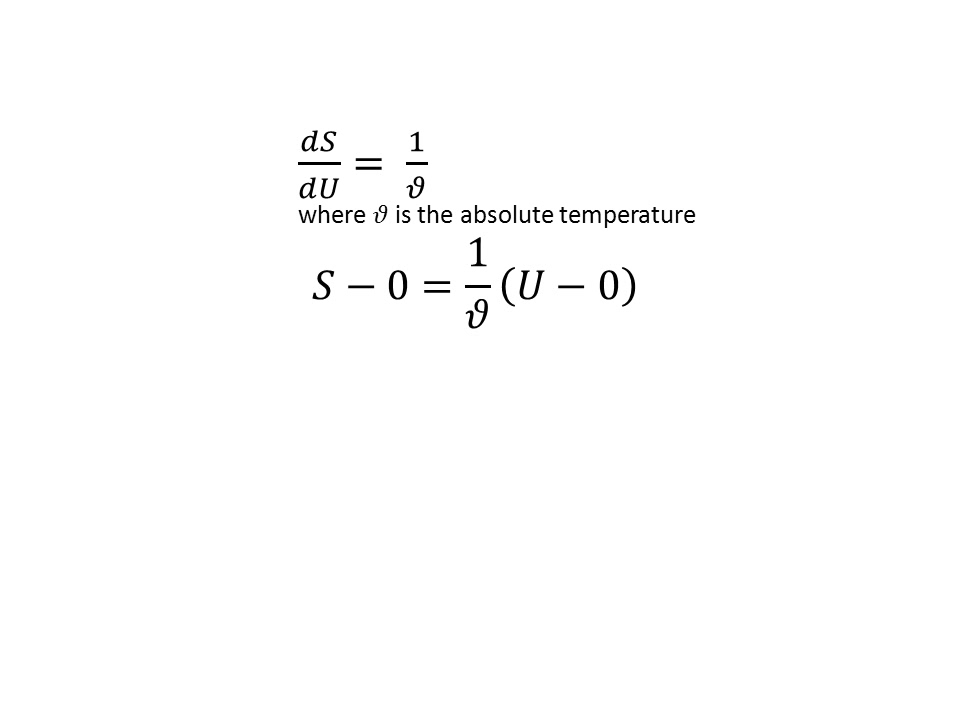 dS/dU = 1/ϑ
where ϑ is the absolute temperature
S − 0 = 1/ϑ (U − 0)